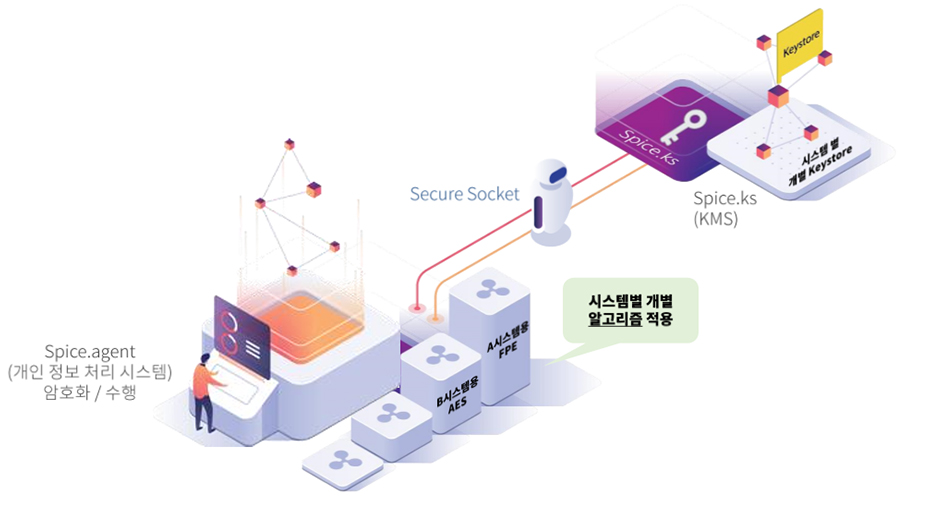 Keystore
Spice.ks
시스템 별
개별 Keystore
Secure Socket
Spice.ks
(KMS)
시스템별 개별
알고리즘 적용
A시스템용
FPE
B시스템용
AES
Spice.agent
(개인 정보 처리 시스템)
암호화 / 수행